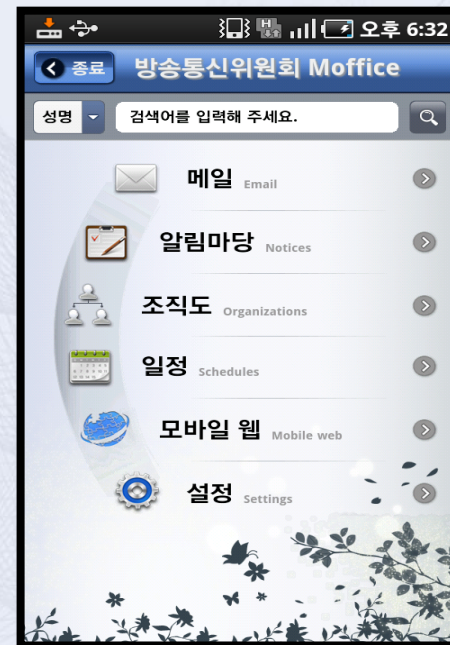 오후 6:32
종료 방송통신위원회 Moffice
성명 검색어를 입력해 주세요.
메일 Email
알림마당 Notices
조직도 Organizations
일정 Schedules
모바일 웹 Mobile web
설정 Settings